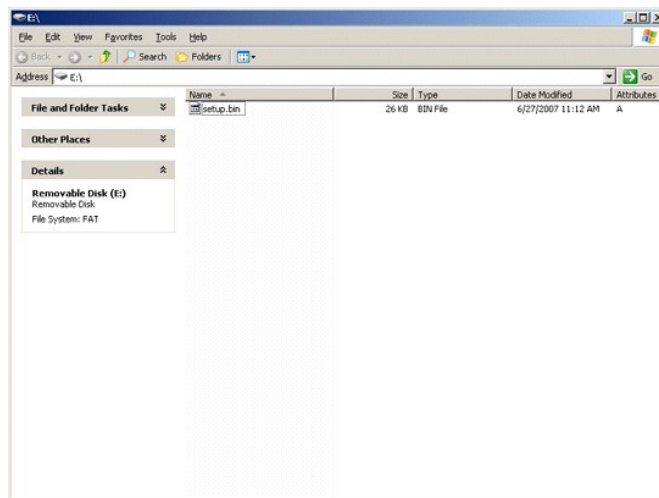 E:\
File Edit View Favorites Tools Help
Back Search Folders
Address E:\ Go
Name Size Type Date Modified Attributes
File and Folder Tasks
setup.bin 26 KB BIN File 6/27/2007 11:12 AM A
Other Places
Details
Removable Disk (E:)
Removable Disk
File System: FAT